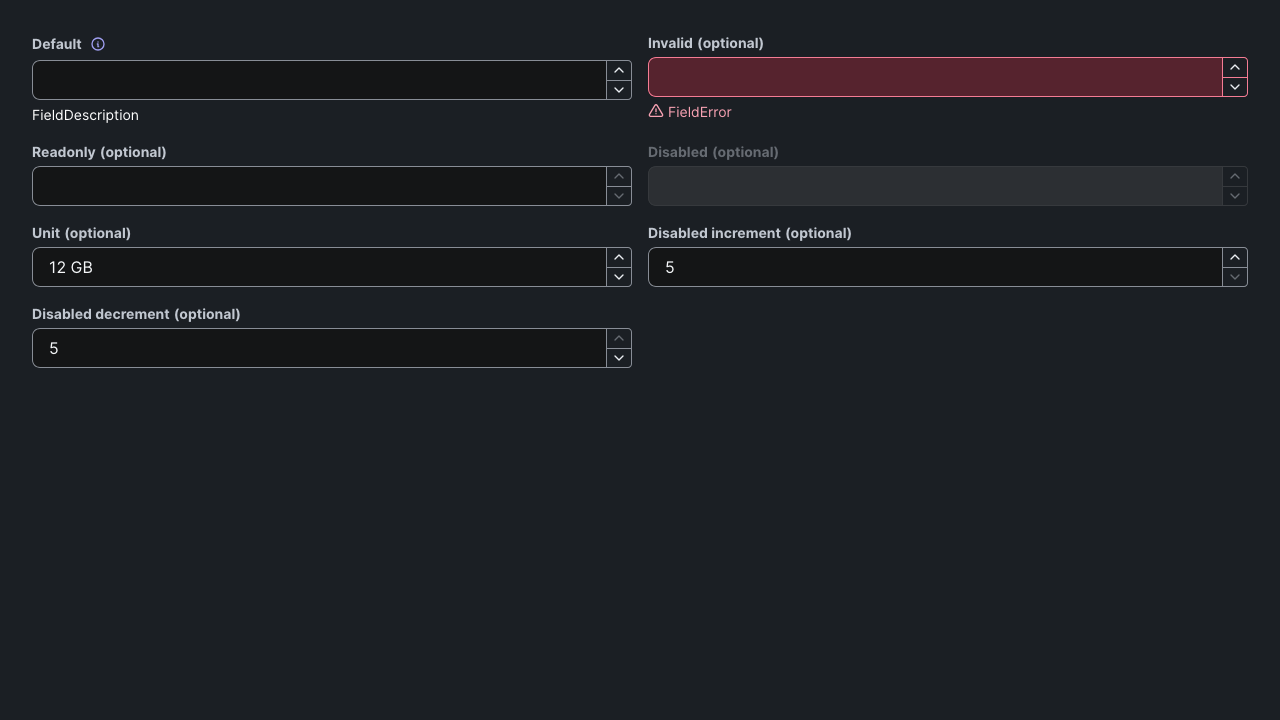 Default
Invalid (optional)
FieldDescription
FieldError
Readonly (optional)
Disabled (optional)
Unit (optional)
12 GB
Disabled increment (optional)
5
Disabled decrement (optional)
5